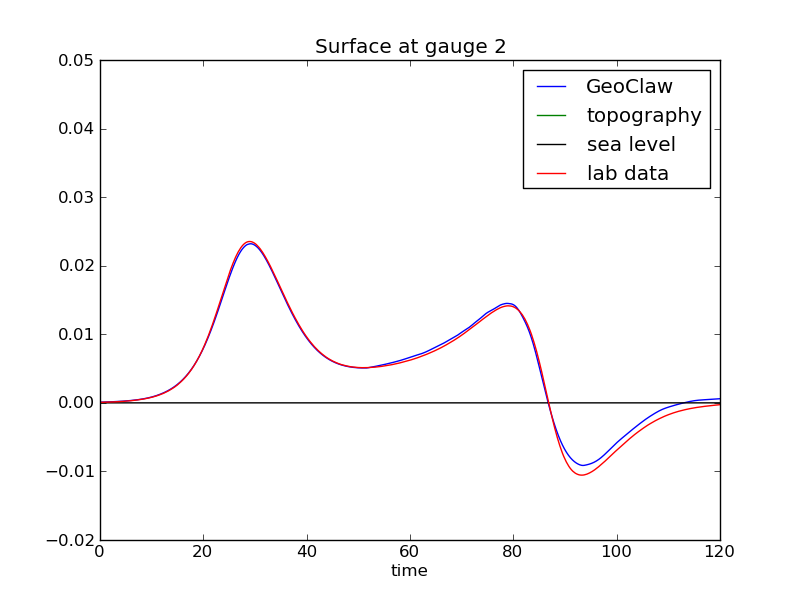 Surface at gauge 2
0.05
0.04
0.03
0.02
0.01
0.00
−0.01
−0.02
GeoClaw
topography
sea level
lab data
0 20 40 60 80 100 120
time